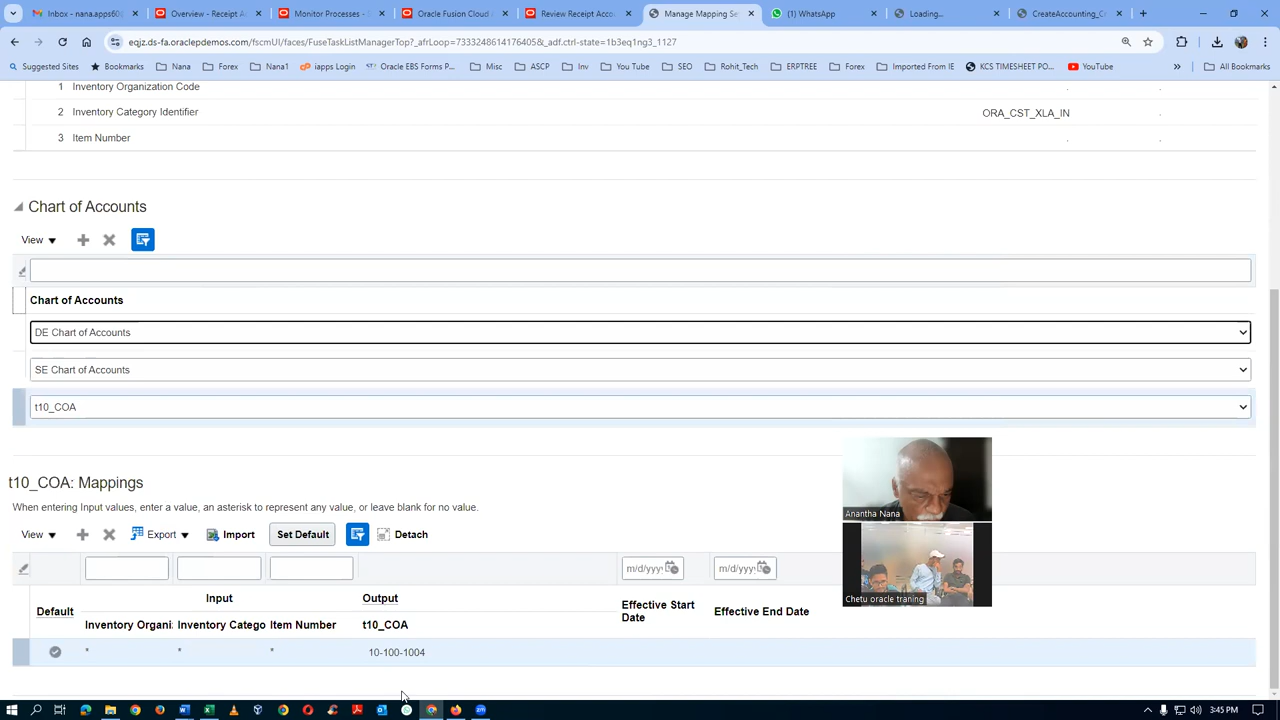 Inbox - nana.apps60
Overview - Receipt A
Monitor Processes - S
Oracle Fusion Cloud
Review Receipt Acco
Manage Mapping Se
(1) WhatsApp
Loading...
CreateAccounting_C
eqjz.ds-fa.oraclepdemos.com/fscmUI/faces/FuseTaskListManagerTop?_afrLoop=7333248614176405&_adf.ctrl-state=1b3eq1ng3_1127
Suggested Sites
Bookmarks
Nana
Forex
Nana1
iapps Login
Oracle EBS Forms P...
Misc
ASCP
Inv
You Tube
SEO
Rohit_Tech
ERPTREE
Forex
Imported From IE
KCS TIMESHEET PO...
YouTube
»
All Bookmarks
1 Inventory Organization Code
2 Inventory Category Identifier ORA_CST_XLA_IN
3 Item Number
Chart of Accounts
View
Chart of Accounts
DE Chart of Accounts
SE Chart of Accounts
t10_COA
t10_COA: Mappings
When entering Input values, enter a value, an asterisk to represent any value, or leave blank for no value.
View Export Import Set Default Detach
m/d/yyy m/d/yyy
Default Input Output Effective Start Date Effective End Date
Inventory Organi: Inventory Catego Item Number t10_COA
* * * 10-100-1004
Anantha Nana
Chetu oracle traning
3:45 PM